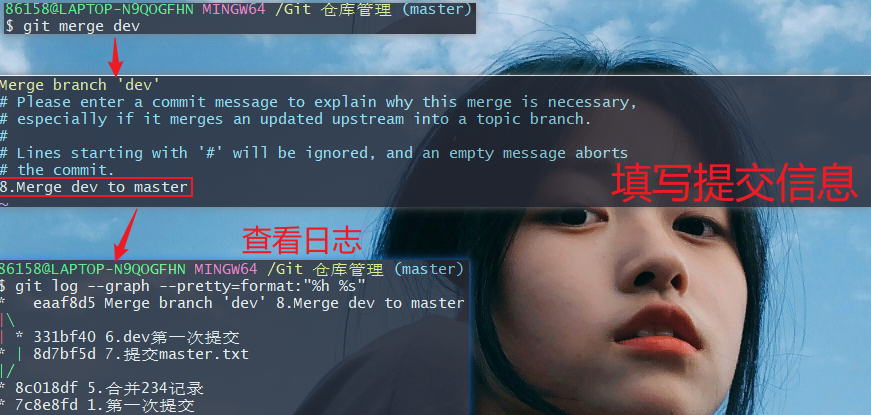 86158@LAPTOP-N9QOGFHN MINGW64 /Git 仓库管理 (master)
$ git merge dev
Merge branch 'dev'
# Please enter a commit message to explain why this merge is necessary,
# especially if it merges an updated upstream into a topic branch.
#
# Lines starting with '#' will be ignored, and an empty message aborts
# the commit.
8.Merge dev to master
~
填写提交信息
查看日志
86158@LAPTOP-N9QOGFHN MINGW64 /Git 仓库管理 (master)
$ git log --graph --pretty=format:"%h %s"
*   eaaf8d5 Merge branch 'dev' 8.Merge dev to master
|\
| * 331bf40 6.dev第一次提交
* | 8d7bf5d 7.提交master.txt
|/
* 8c018df 5.合并234记录
* 7c8e8fd 1.第一次提交